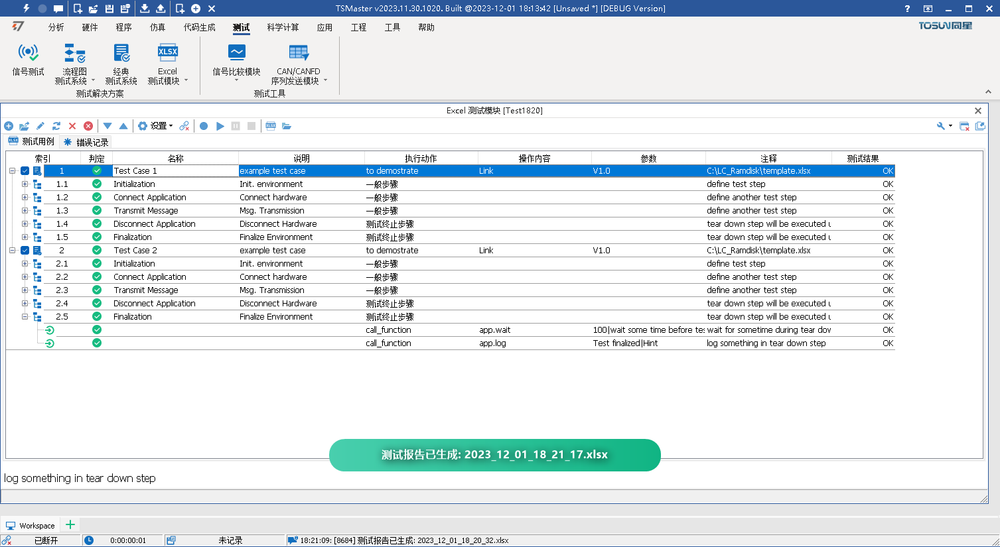 TSMaster v2023.11.30.1020. Built @2023-12-01 18:13:42 [Unsaved *] [DEBUG Version]
分析 硬件 程序 仿真 代码生成 测试 科学计算 应用 工程 工具 帮助
TOSUN同星
XLSX
信号测试 流程图 测试系统 经典 测试系统 Excel 测试模块 信号比较模块 CAN/CANFD 序列发送模块
测试解决方案 测试工具
Excel 测试模块 [Test1820]
设置
测试用例 错误记录
索引 判定 名称 说明 执行动作 操作内容 参数 注释 测试结果
1 Test Case 1 example test case to demostrate Link V1.0 C:\LC_Ramdisk\template.xlsx OK
1.1 Initialization Init. environment 一般步骤 define test step OK
1.2 Connect Application Connect hardware 一般步骤 define another test step OK
1.3 Transmit Message Msg. Transmission 一般步骤 define another test step OK
1.4 Disconnect Application Disconnect Hardware 测试终止步骤 tear down step will be executed u OK
1.5 Finalization Finalize Environment 测试终止步骤 tear down step will be executed u OK
2 Test Case 2 example test case to demostrate Link V1.0 C:\LC_Ramdisk\template.xlsx OK
2.1 Initialization Init. environment 一般步骤 define test step OK
2.2 Connect Application Connect hardware 一般步骤 define another test step OK
2.3 Transmit Message Msg. Transmission 一般步骤 define another test step OK
2.4 Disconnect Application Disconnect Hardware 测试终止步骤 tear down step will be executed u OK
2.5 Finalization Finalize Environment 测试终止步骤 tear down step will be executed u OK
call_function app.wait 100|wait some time before tes wait for sometime during tear dov OK
call_function app.log Test finalized|Hint log something in tear down step OK
测试报告已生成: 2023_12_01_18_21_17.xlsx
log something in tear down step
Workspace
已断开 0:00:00:01 未记录 18:21:09: [8684] 测试报告已生成: 2023_12_01_18_20_32.xlsx